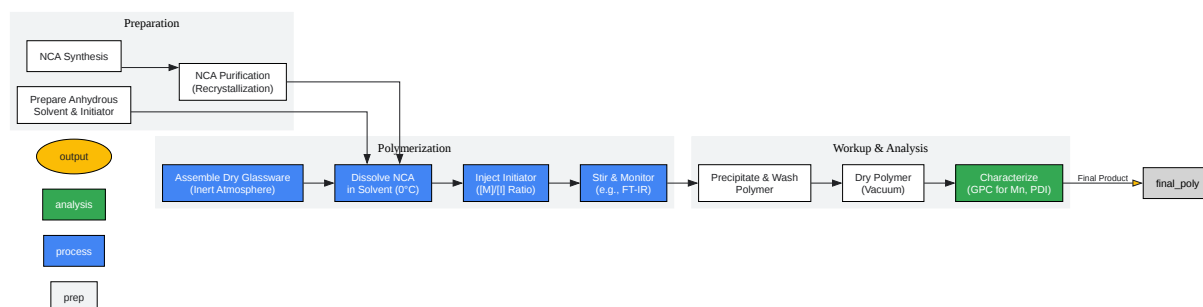 Preparation
NCA Synthesis
NCA Purification
(Recrystallization)
Prepare Anhydrous
Solvent & Initiator
output
analysis
process
prep
Polymerization
Assemble Dry Glassware
(Inert Atmosphere)
Dissolve NCA
in Solvent (0°C)
Inject Initiator
([M]/[I] Ratio)
Stir & Monitor
(e.g., FT-IR)
Workup & Analysis
Precipitate & Wash
Polymer
Dry Polymer
(Vacuum)
Characterize
(GPC for Mn, PDI)
Final Product
final_poly